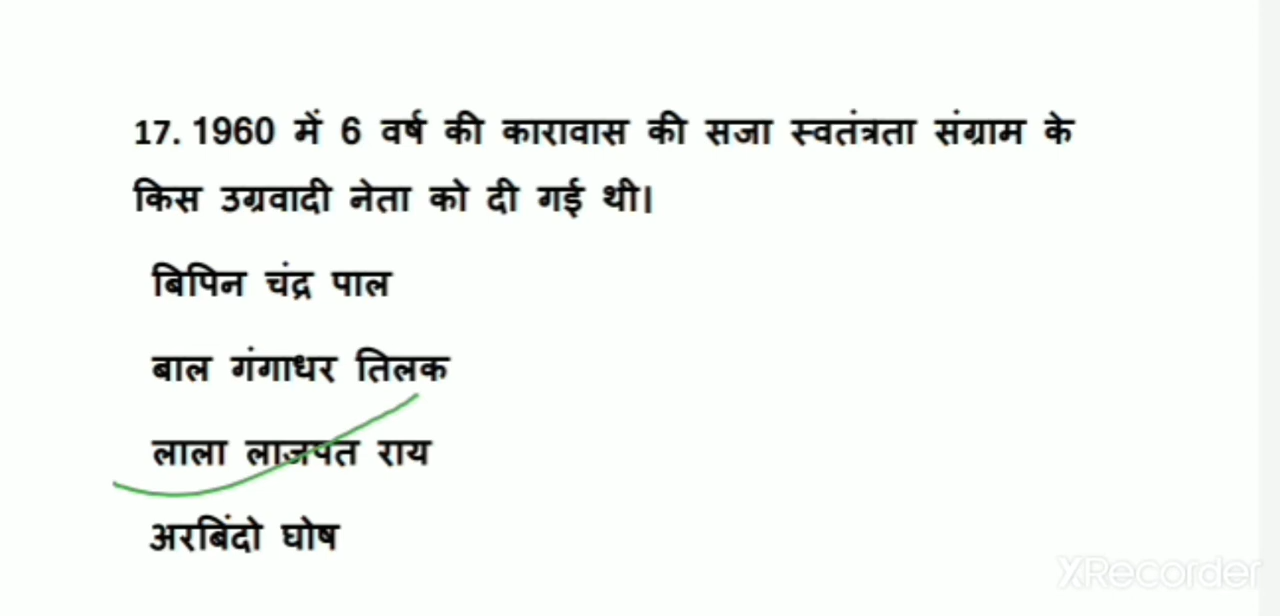 17. 1960 में 6 वर्ष की कारावास की सजा स्वतंत्रता संग्राम के
किस उग्रवादी नेता को दी गई थी।
बिपिन चंद्र पाल
बाल गंगाधर तिलक
लाला लाजपत राय
अरबिंदो घोष
XRecorder